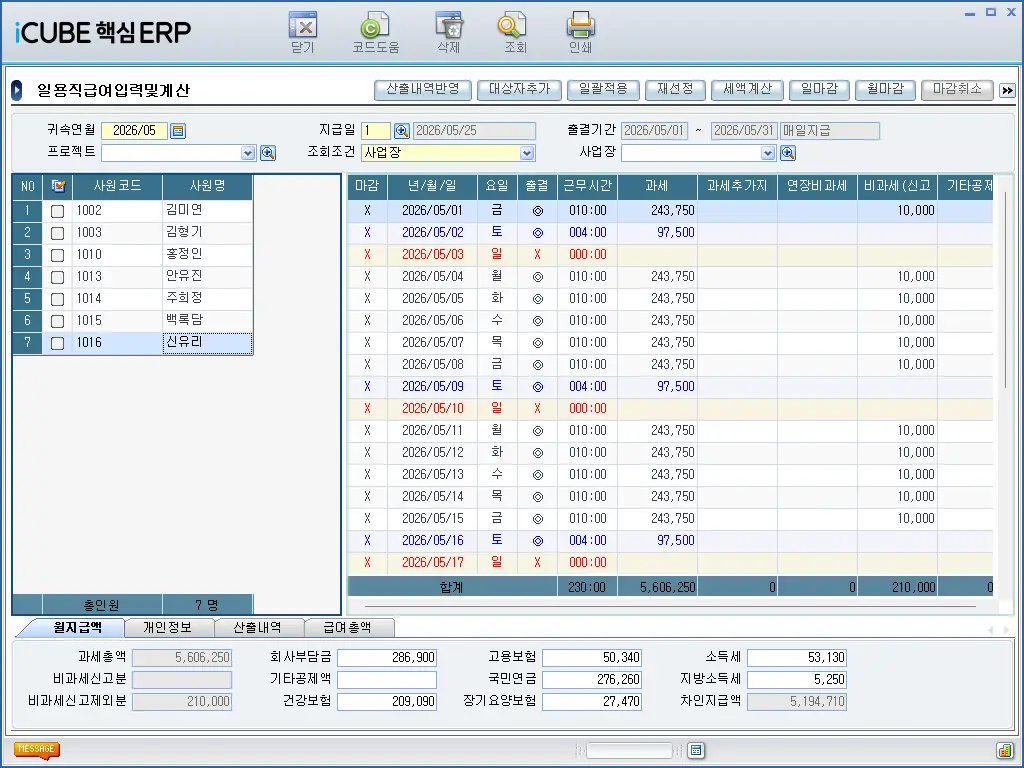 iCUBE 핵심 ERP
닫기 코드도움 삭제 조회 인쇄
일용직급여입력및계산
산출내역반영 대상자추가 일괄적용 재선정 세액계산 일마감 월마감 마감취소
귀속연월 2026/05 지급일 1 2026/05/25 출결기간 2026/05/01 ~ 2026/05/31 매일지급
프로젝트 조회조건 사업장 사업장
NO 사원코드 사원명
1 1002 김미연
2 1003 김형기
3 1010 홍정인
4 1013 안유진
5 1014 주희정
6 1015 백록담
7 1016 신유리
총인원 7 명
마감 년/월/일 요일 출결 근무시간 과세 과세추가지 연장비과세 비과세(신고 기타공제
X 2026/05/01 금 ◎ 010:00 243,750 10,000
X 2026/05/02 토 ◎ 004:00 97,500
X 2026/05/03 일 X 000:00
X 2026/05/04 월 ◎ 010:00 243,750 10,000
X 2026/05/05 화 ◎ 010:00 243,750 10,000
X 2026/05/06 수 ◎ 010:00 243,750 10,000
X 2026/05/07 목 ◎ 010:00 243,750 10,000
X 2026/05/08 금 ◎ 010:00 243,750 10,000
X 2026/05/09 토 ◎ 004:00 97,500
X 2026/05/10 일 X 000:00
X 2026/05/11 월 ◎ 010:00 243,750 10,000
X 2026/05/12 화 ◎ 010:00 243,750 10,000
X 2026/05/13 수 ◎ 010:00 243,750 10,000
X 2026/05/14 목 ◎ 010:00 243,750 10,000
X 2026/05/15 금 ◎ 010:00 243,750 10,000
X 2026/05/16 토 ◎ 004:00 97,500
X 2026/05/17 일 X 000:00
합계 230:00 5,606,250 0 0 210,000 0
월지급액 개인정보 산출내역 급여총액
과세총액 5,606,250 회사부담금 286,900 고용보험 50,340 소득세 53,130
비과세신고분 기타공제액 국민연금 276,260 지방소득세 5,250
비과세신고제외분 210,000 건강보험 209,090 장기요양보험 27,470 차인지급액 5,194,710
MESSAGE